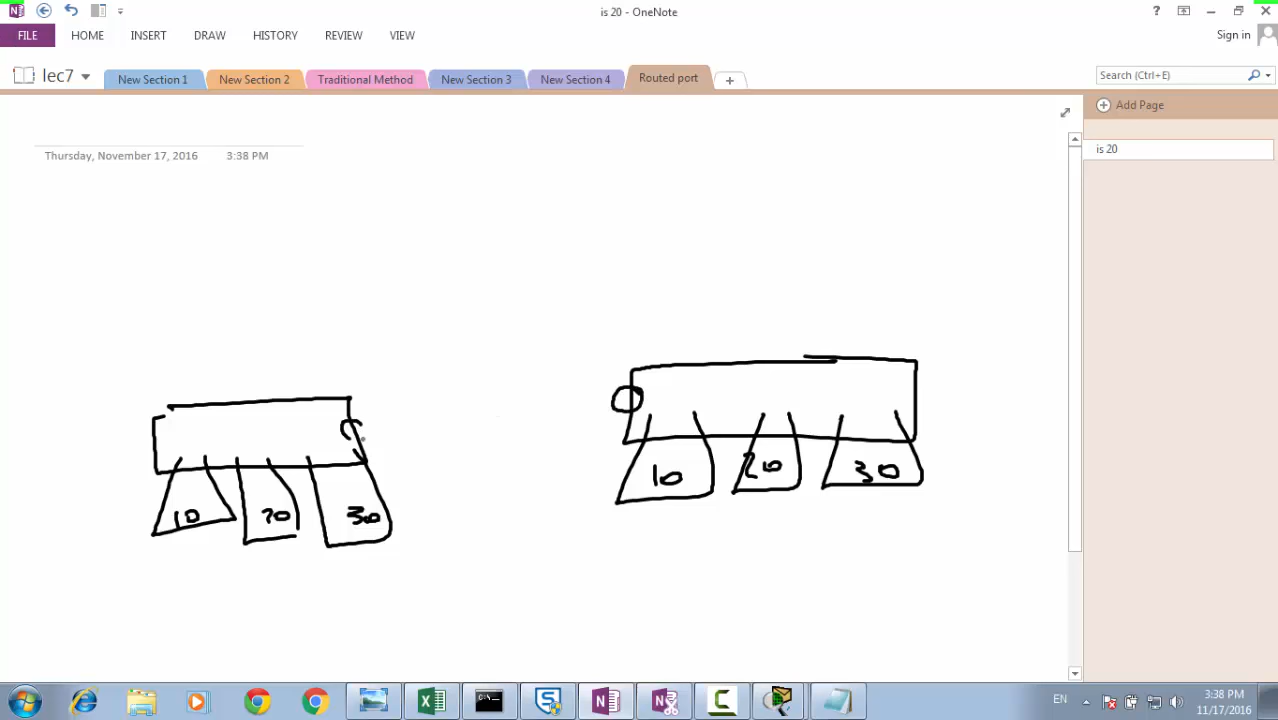 is 20 - OneNote
?
FILE
HOME
INSERT
DRAW
HISTORY
REVIEW
VIEW
Sign in
lec7
New Section 1
New Section 2
Traditional Method
New Section 3
New Section 4
Routed port
Search (Ctrl+E)
Add Page
is 20
Thursday, November 17, 2016 3:38 PM
10 20 30
10 20 30
EN
3:38 PM
11/17/2016